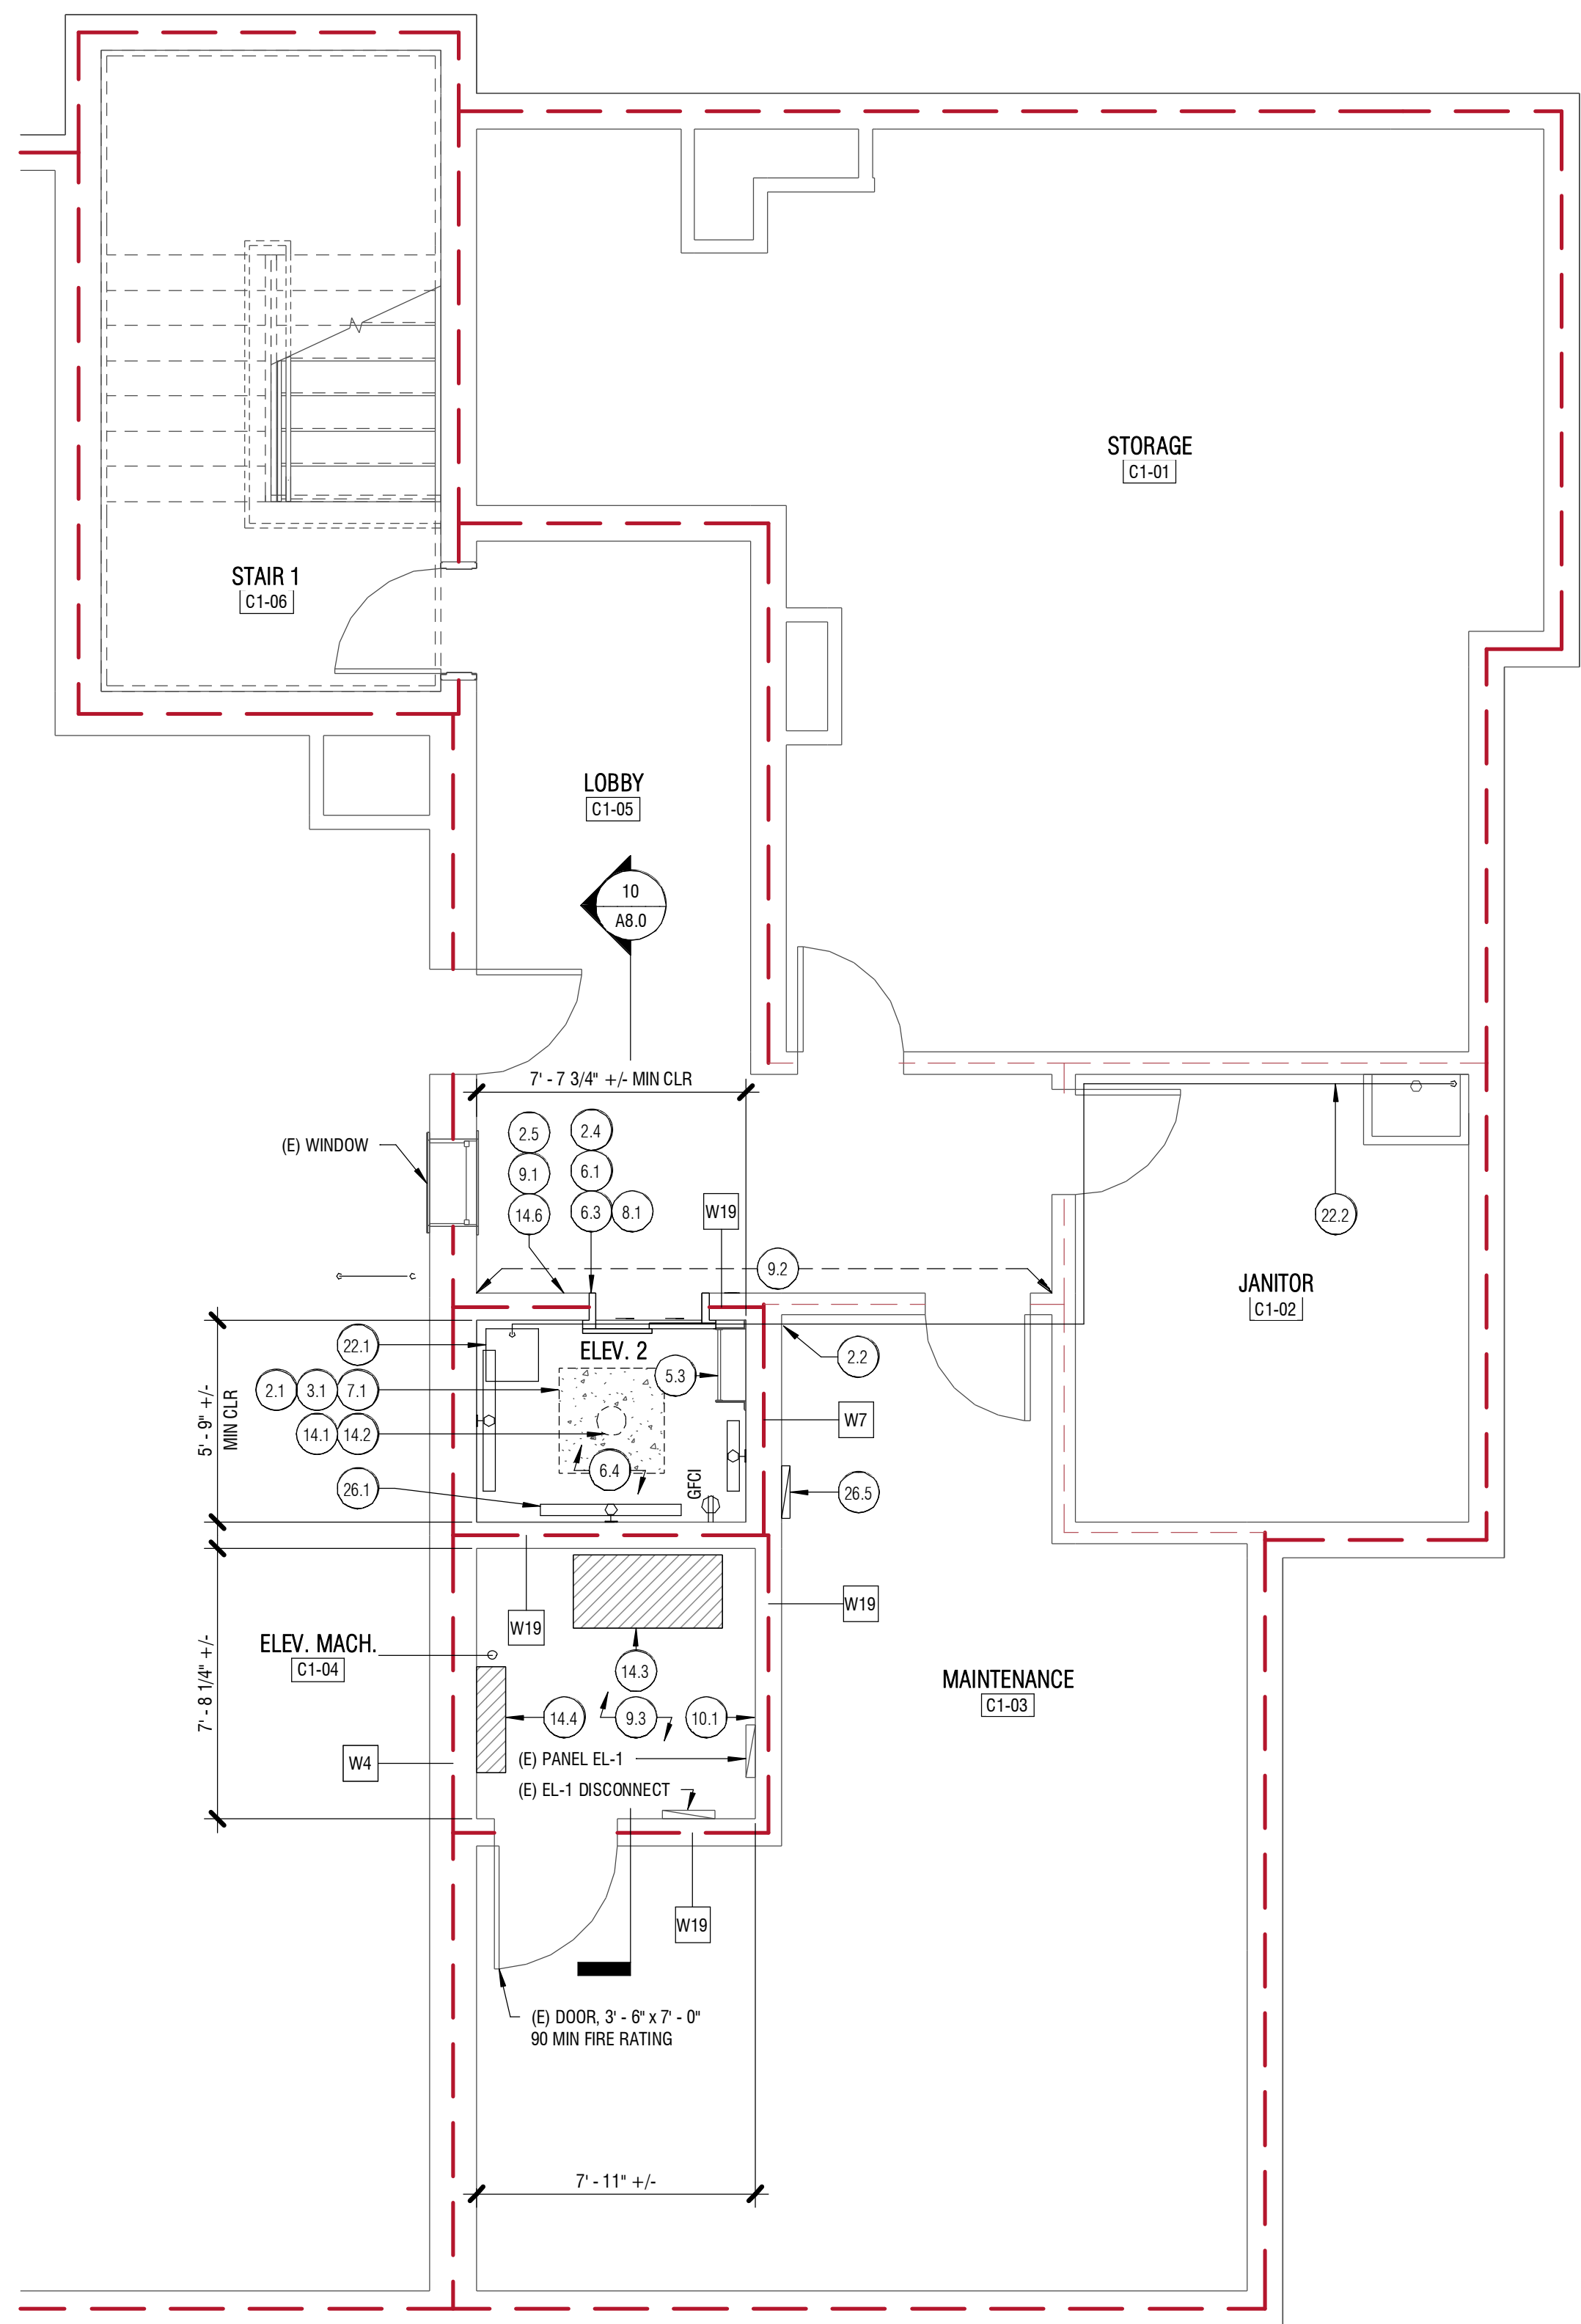 STORAGE
C1-01
STAIR 1
C1-06
LOBBY
C1-05
10
A8.0
7' - 7 3/4" +/- MIN CLR
(E) WINDOW
2.5
2.4
9.1
6.1
14.6
6.3
8.1
W19
22.2
9.2
JANITOR
C1-02
22.1
ELEV. 2
2.2
5.3
2.1
3.1
7.1
5' - 9" +/-
MIN CLR
W7
14.1
14.2
6.4
GFCI
26.1
26.5
W19
W19
ELEV. MACH.
C1-04
14.3
MAINTENANCE
C1-03
7' - 8 1/4" +/-
14.4
9.3
10.1
W4
(E) PANEL EL-1
(E) EL-1 DISCONNECT
W19
(E) DOOR, 3' - 6" x 7' - 0"
90 MIN FIRE RATING
7' - 11" +/-